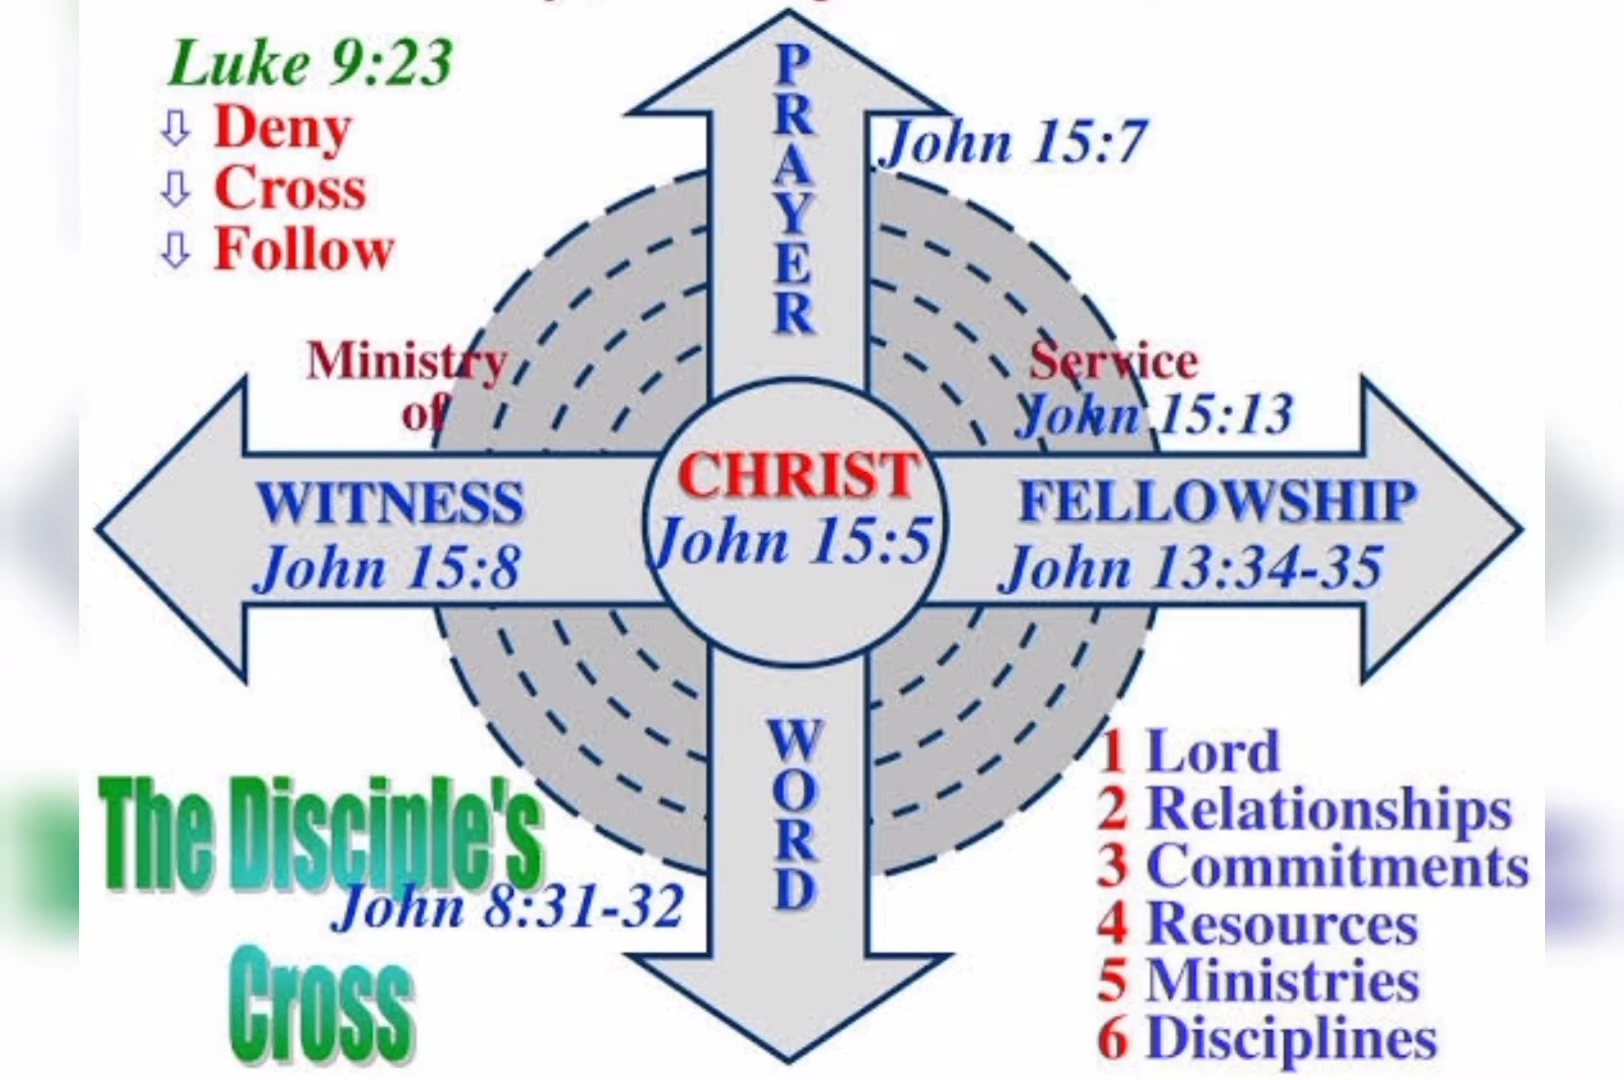 Luke 9:23
Deny
Cross
Follow
PRAYER
John 15:7
Ministry
of
Service
John 15:13
WITNESS
John 15:8
CHRIST
John 15:5
FELLOWSHIP
John 13:34-35
WORD
The Disciple's
John 8:31-32
Cross
1 Lord
2 Relationships
3 Commitments
4 Resources
5 Ministries
6 Disciplines